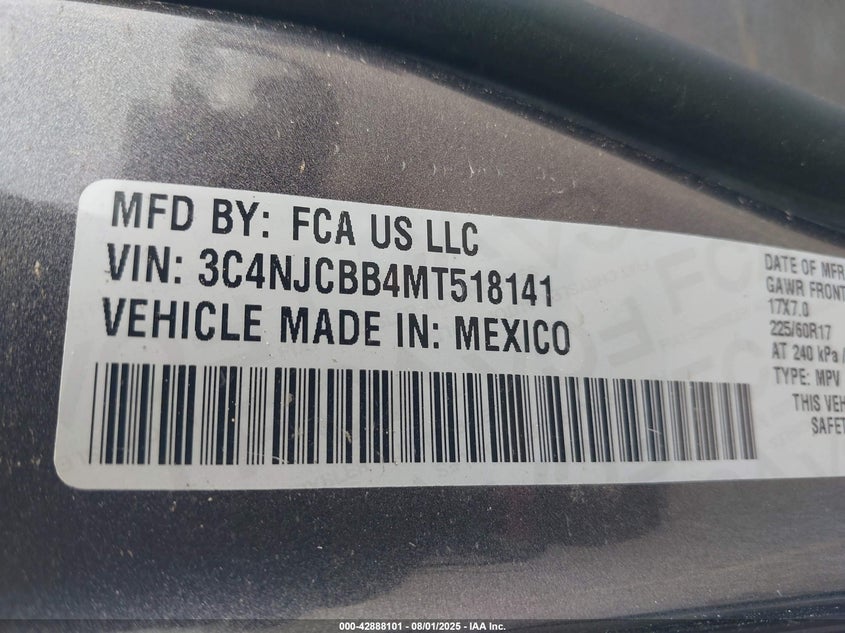 MFD BY: FCA US LLC
VIN: 3C4NJCBB4MT518141
VEHICLE MADE IN: MEXICO
DATE OF MFR
GAWR FRONT
17X7.0
225/60R17
AT 240 kPa /
TYPE: MPV
THIS VEH
SAFET
000-42888101 - 08/01/2025 - IAA Inc.